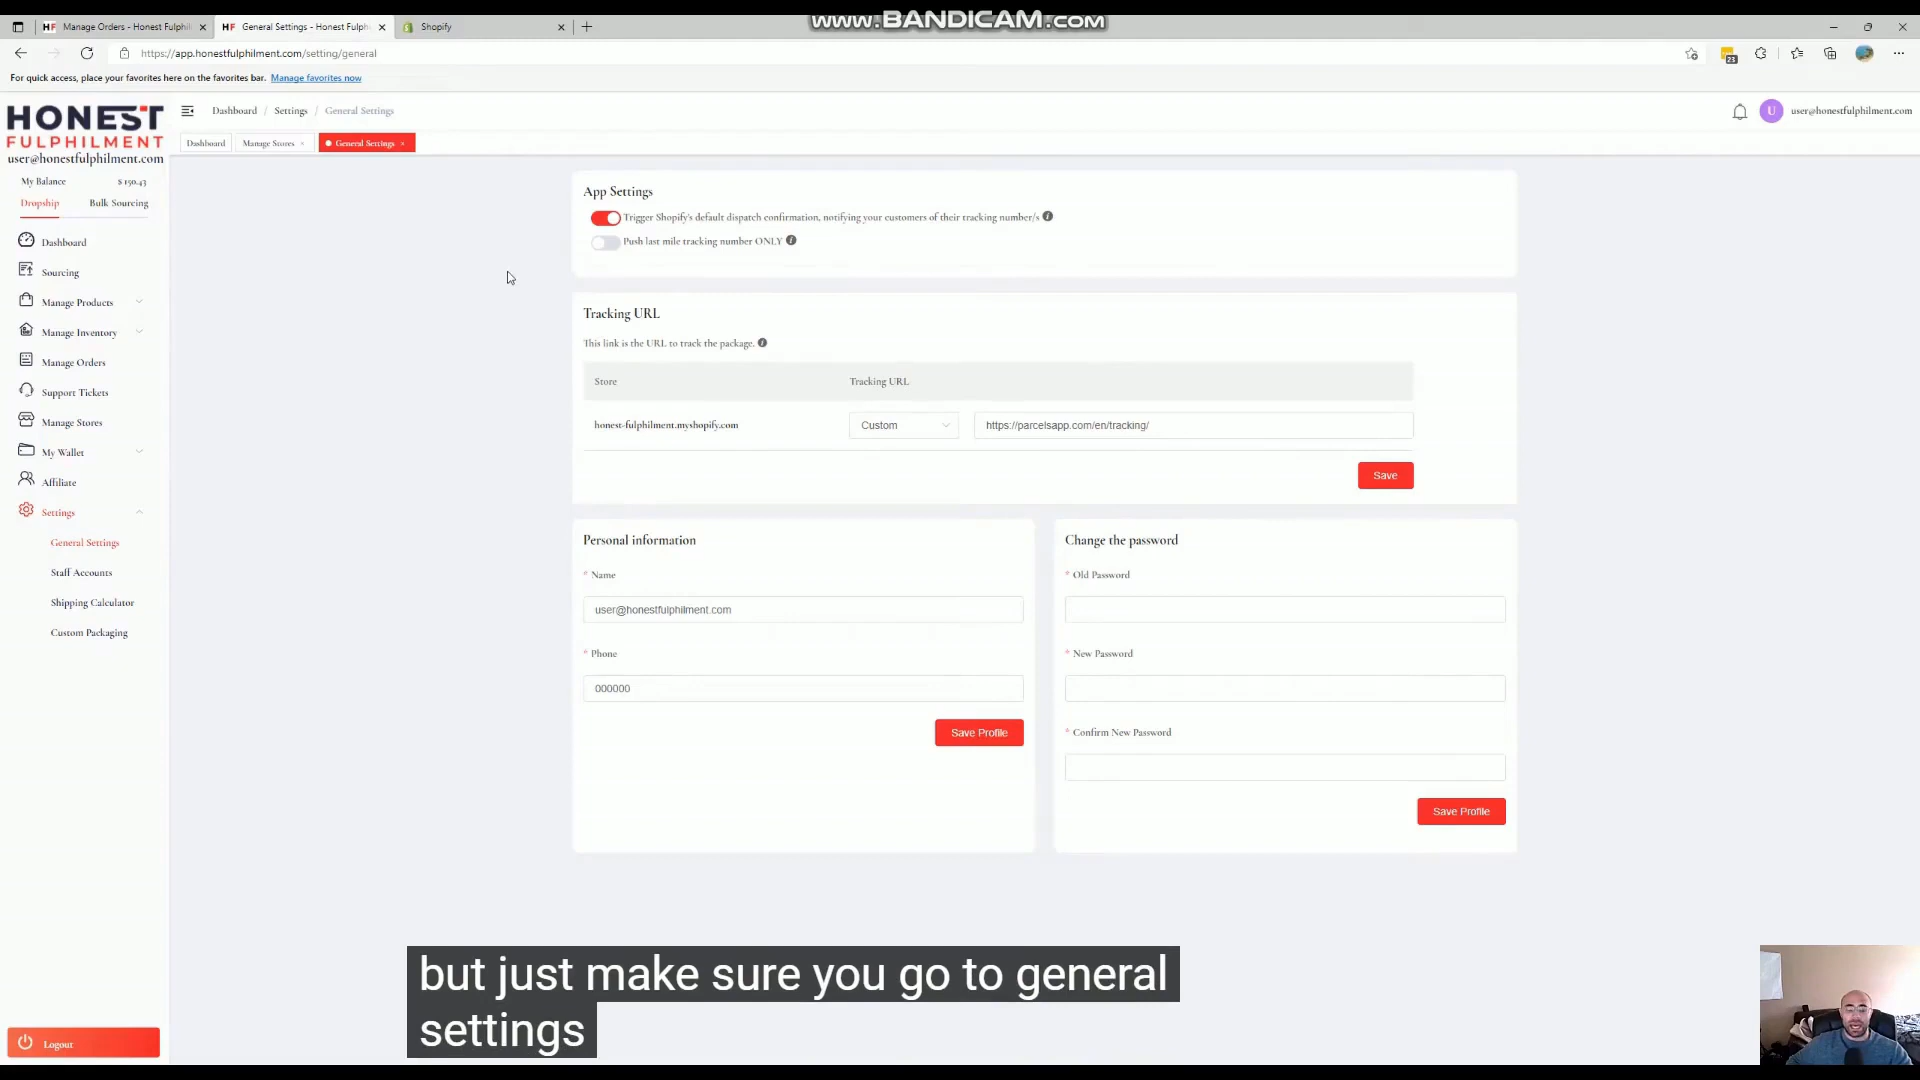 www.BANDICAM.com
Manage Orders - Honest Fulphil
General Settings - Honest Fulph
Shopify
https://app.honestfulphilment.com/setting/general
23
For quick access, place your favorites here on the favorites bar. Manage favorites now
HONEST
FULPHILMENT
user@honestfulphilment.com
Dashboard / Settings / General Settings
U user@honestfulphilment.com
Dashboard
Manage Stores
General Settings
My Balance $ 150.43
Dropship Bulk Sourcing
Dashboard
Sourcing
Manage Products
Manage Inventory
Manage Orders
Support Tickets
Manage Stores
My Wallet
Affiliate
Settings
General Settings
Staff Accounts
Shipping Calculator
Custom Packaging
Logout
App Settings
Trigger Shopify's default dispatch confirmation, notifying your customers of their tracking number/s
Push last mile tracking number ONLY
Tracking URL
This link is the URL to track the package.
Store Tracking URL
honest-fulphilment.myshopify.com Custom https://parcelsapp.com/en/tracking/
Save
Personal information
* Name
user@honestfulphilment.com
* Phone
000000
Save Profile
Change the password
* Old Password
* New Password
* Confirm New Password
Save Profile
but just make sure you go to general
settings